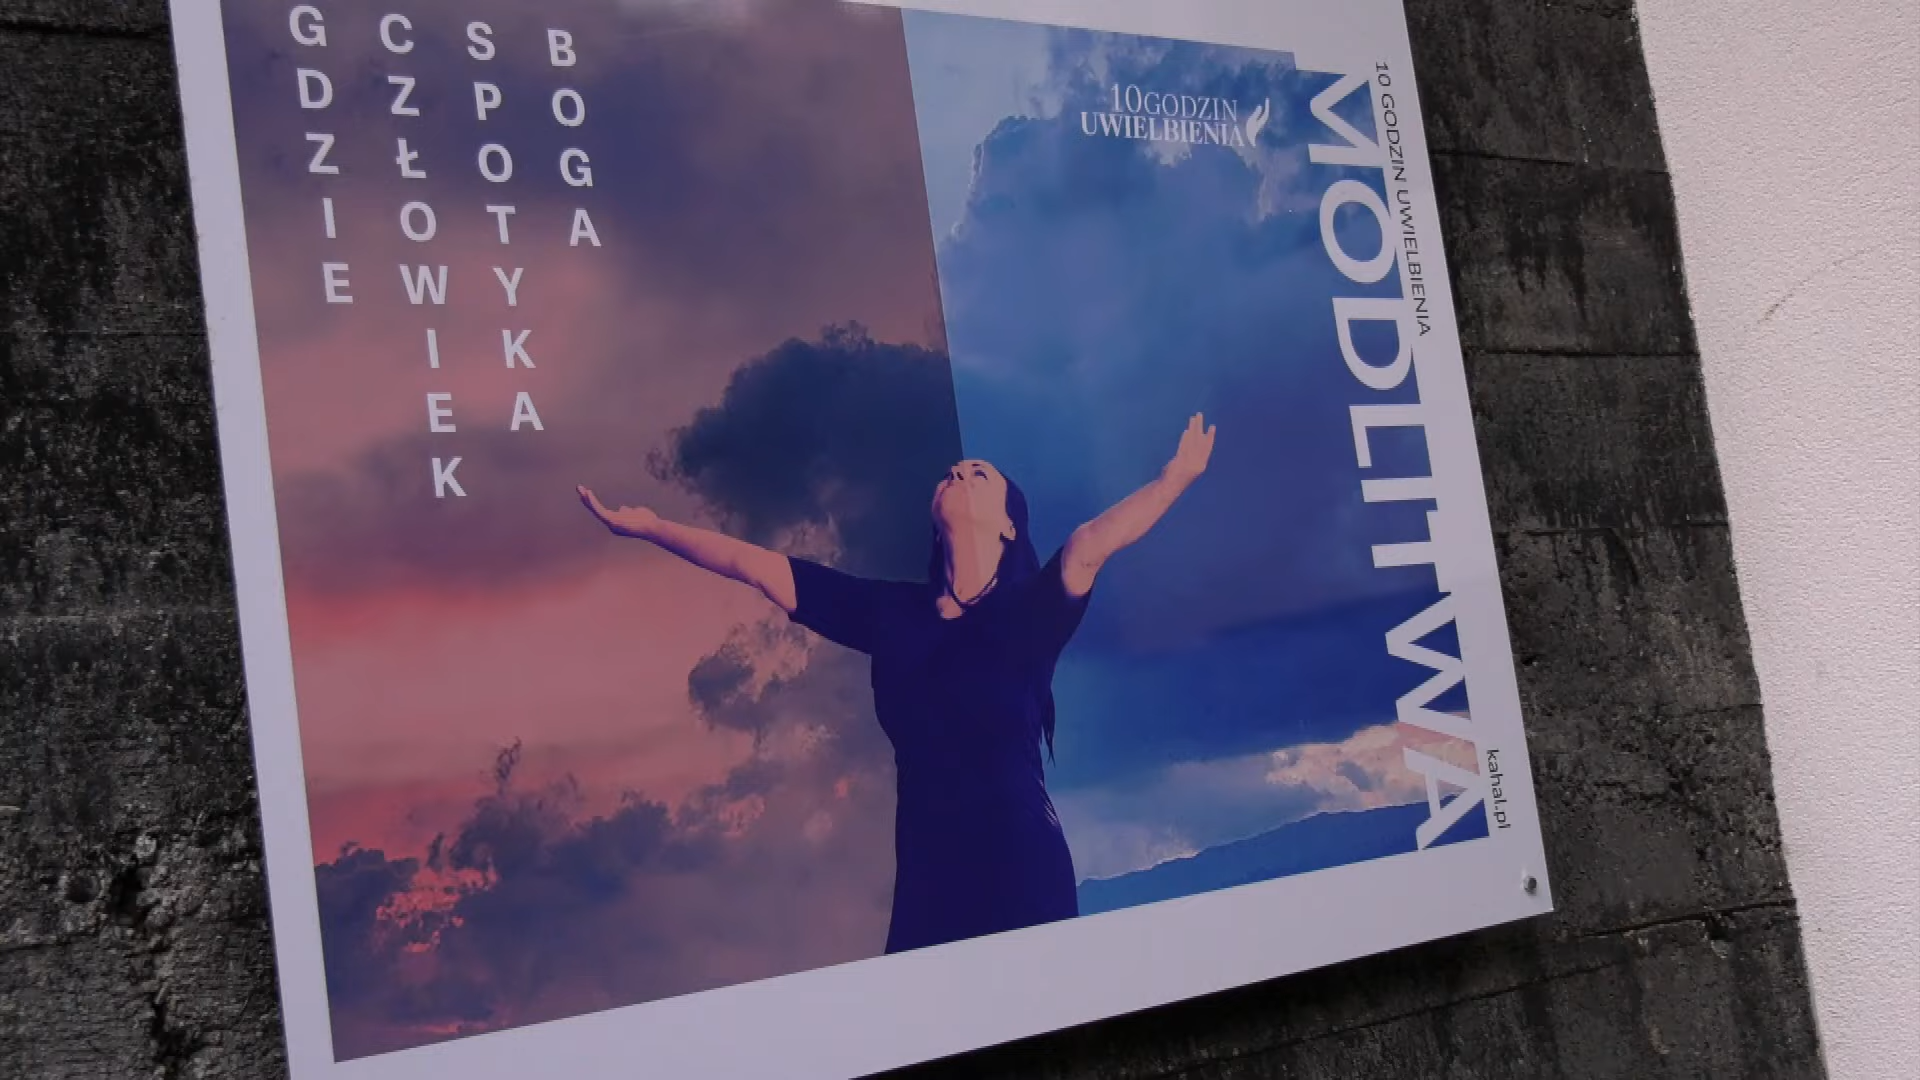 GDZIE
CZŁOWIEK
SPOTYKA
BOGA
10GODZIN
UWIELBIENIA
MODLITWA
10 GODZIN UWIELBIENIA
kahal.pl